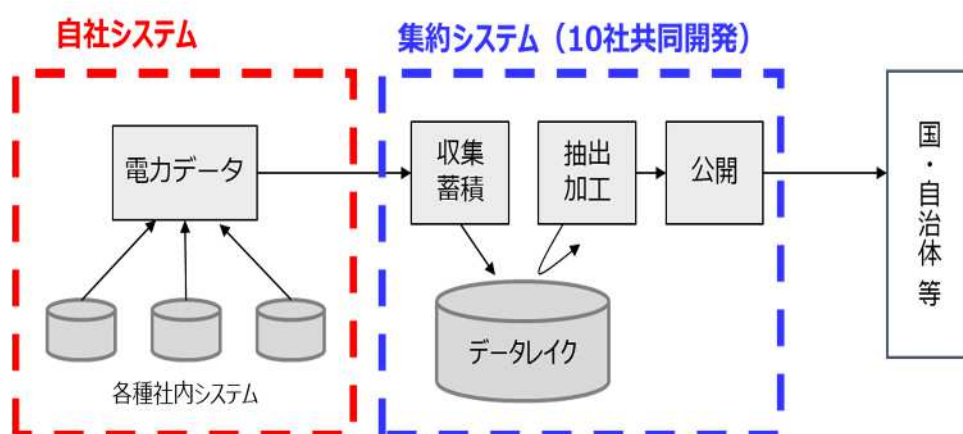 自社システム
集約システム（10社共同開発）
電力データ
各種社内システム
収集
蓄積
抽出
加工
公開
データレイク
国・自治体 等